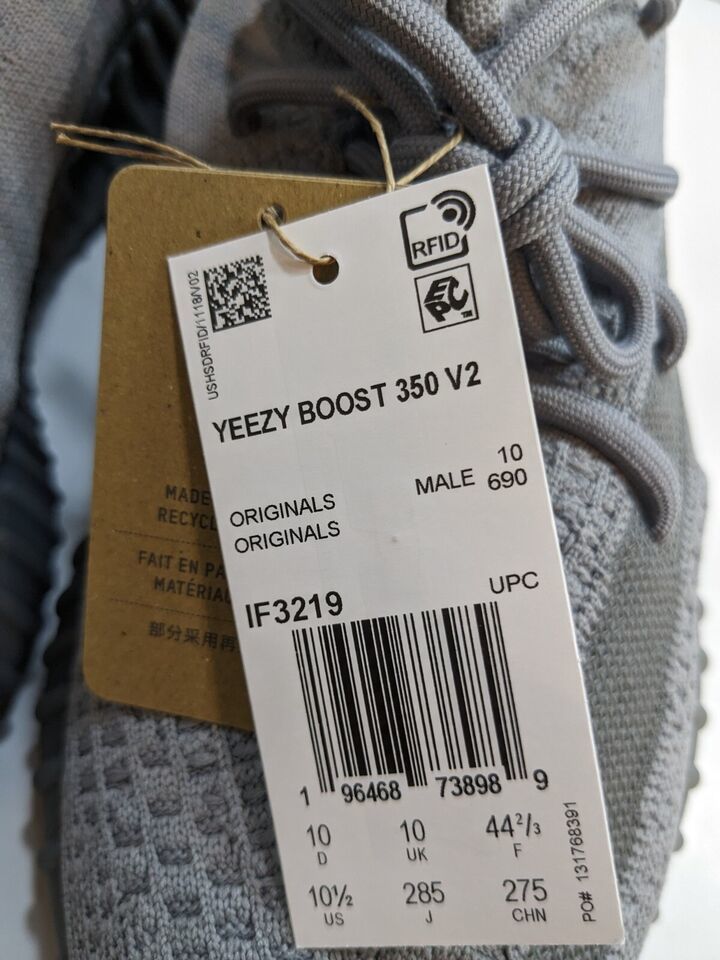 RFID
EPC
TM
USHSDRFID/1118/V02
YEEZY BOOST 350 V2
10
MALE 690
ORIGINALS
ORIGINALS
IF3219
UPC
1 96468 73898 9
10 10 44²/₃
D UK F
10½ 285 275
US J CHN
PO# 131768391
MADE
RECYCL
FAIT EN PA
MATÉRIAL
部分采用再